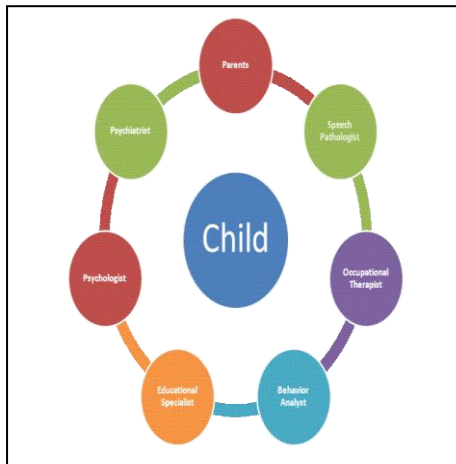 Parents
Speech
Pathologist
Occupational
Therapist
Behavior
Analyst
Educational
Specialist
Psychologist
Psychiatrist
Child